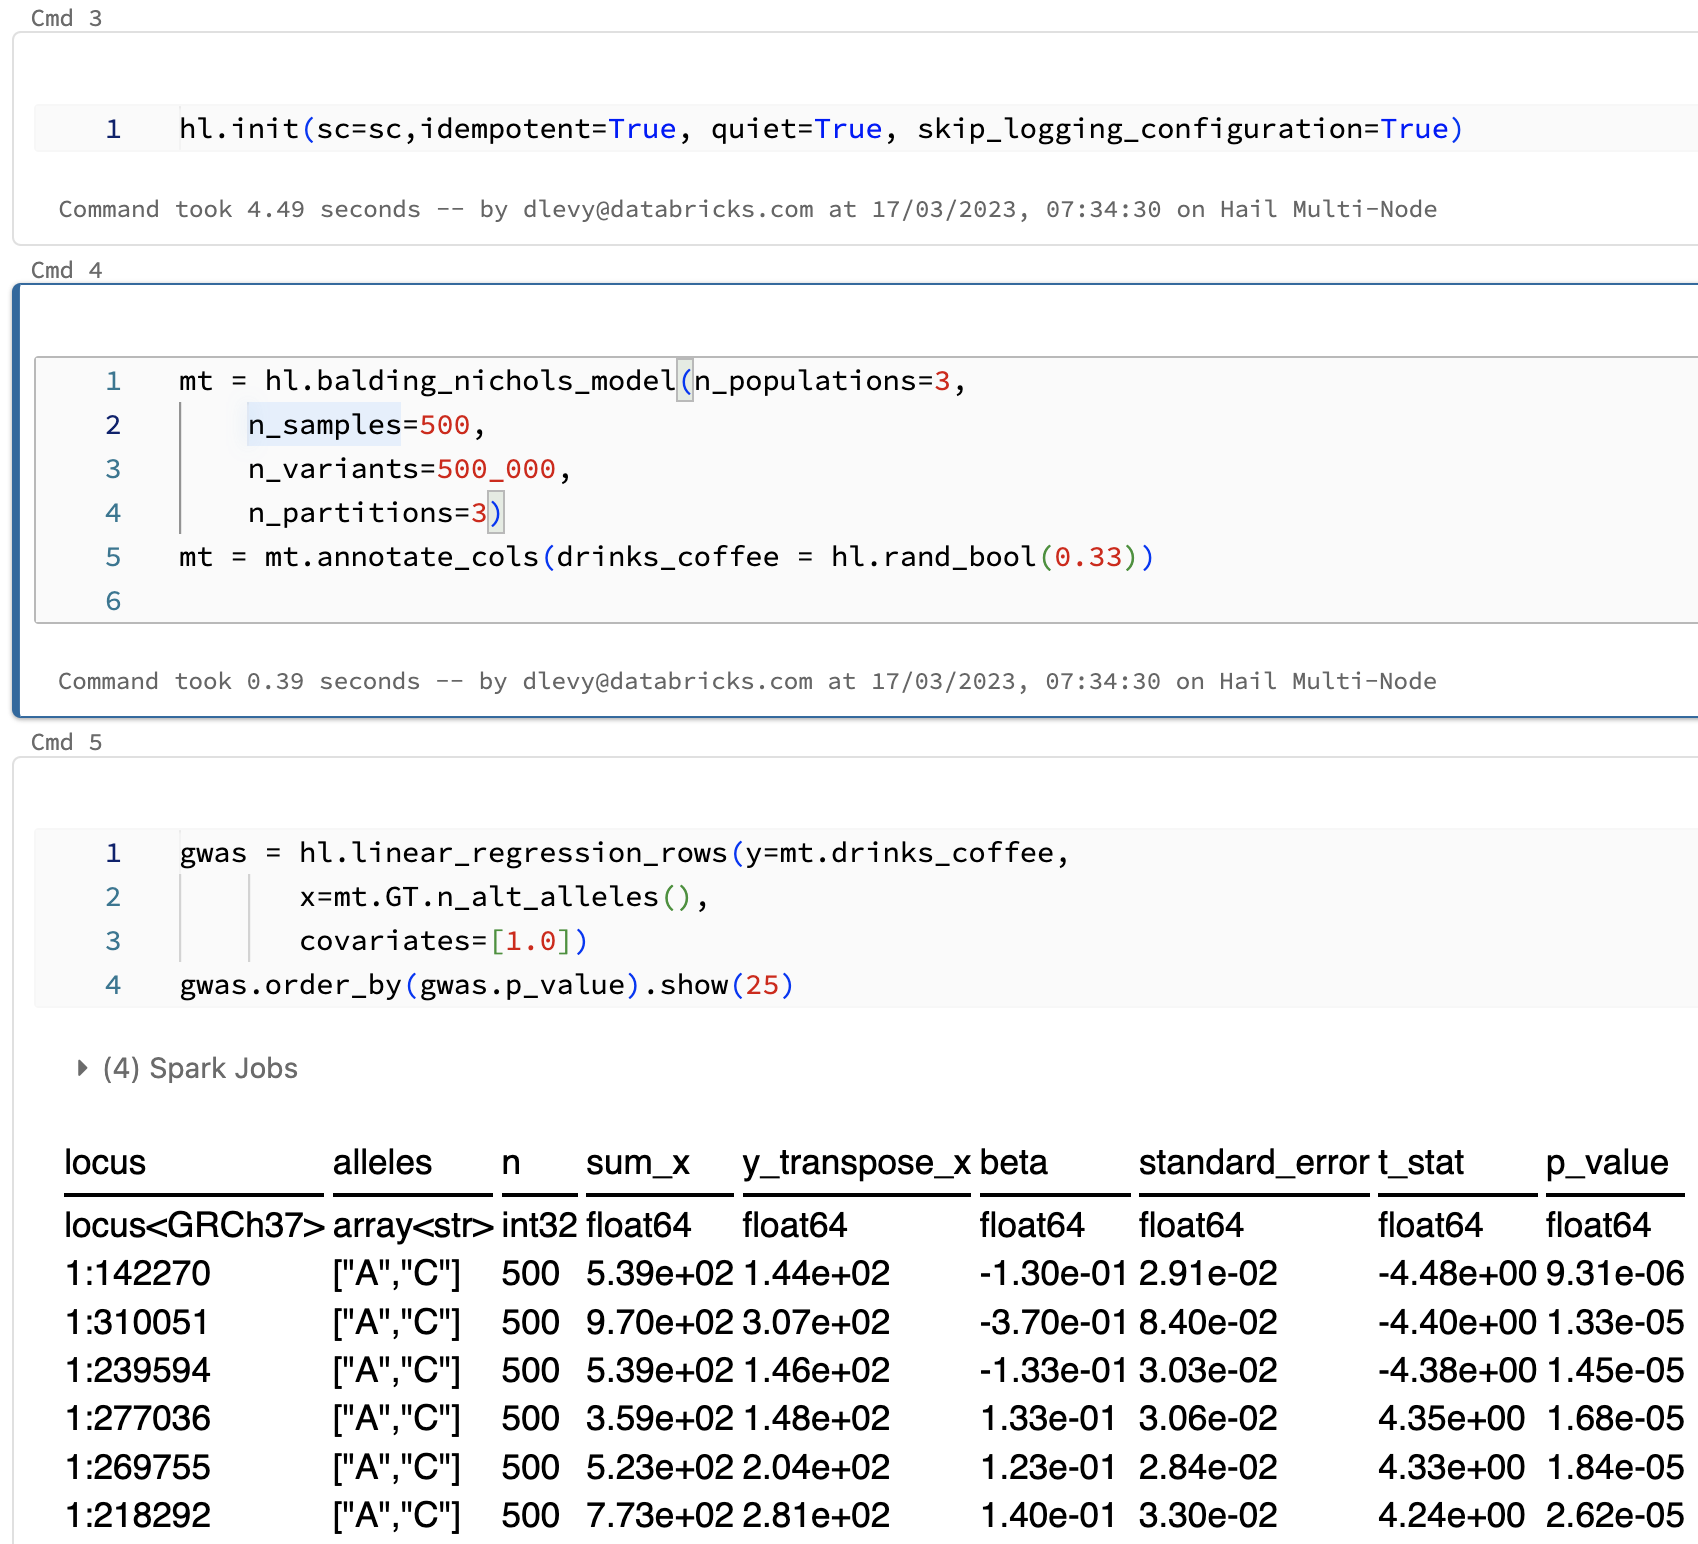 Cmd 3
1 hl.init(sc=sc,idempotent=True, quiet=True, skip_logging_configuration=True)
Command took 4.49 seconds -- by dlevy@databricks.com at 17/03/2023, 07:34:30 on Hail Multi-Node
Cmd 4
1 mt = hl.balding_nichols_model(n_populations=3,
2 n_samples=500,
3 n_variants=500_000,
4 n_partitions=3)
5 mt = mt.annotate_cols(drinks_coffee = hl.rand_bool(0.33))
6
Command took 0.39 seconds -- by dlevy@databricks.com at 17/03/2023, 07:34:30 on Hail Multi-Node
Cmd 5
1 gwas = hl.linear_regression_rows(y=mt.drinks_coffee,
2 x=mt.GT.n_alt_alleles(),
3 covariates=[1.0])
4 gwas.order_by(gwas.p_value).show(25)
(4) Spark Jobs
locus alleles n sum_x y_transpose_x beta standard_error t_stat p_value
locus<GRCh37> array<str> int32 float64 float64 float64 float64 float64 float64
1:142270 ["A","C"] 500 5.39e+02 1.44e+02 -1.30e-01 2.91e-02 -4.48e+00 9.31e-06
1:310051 ["A","C"] 500 9.70e+02 3.07e+02 -3.70e-01 8.40e-02 -4.40e+00 1.33e-05
1:239594 ["A","C"] 500 5.39e+02 1.46e+02 -1.33e-01 3.03e-02 -4.38e+00 1.45e-05
1:277036 ["A","C"] 500 3.59e+02 1.48e+02 1.33e-01 3.06e-02 4.35e+00 1.68e-05
1:269755 ["A","C"] 500 5.23e+02 2.04e+02 1.23e-01 2.84e-02 4.33e+00 1.84e-05
1:218292 ["A","C"] 500 7.73e+02 2.81e+02 1.40e-01 3.30e-02 4.24e+00 2.62e-05